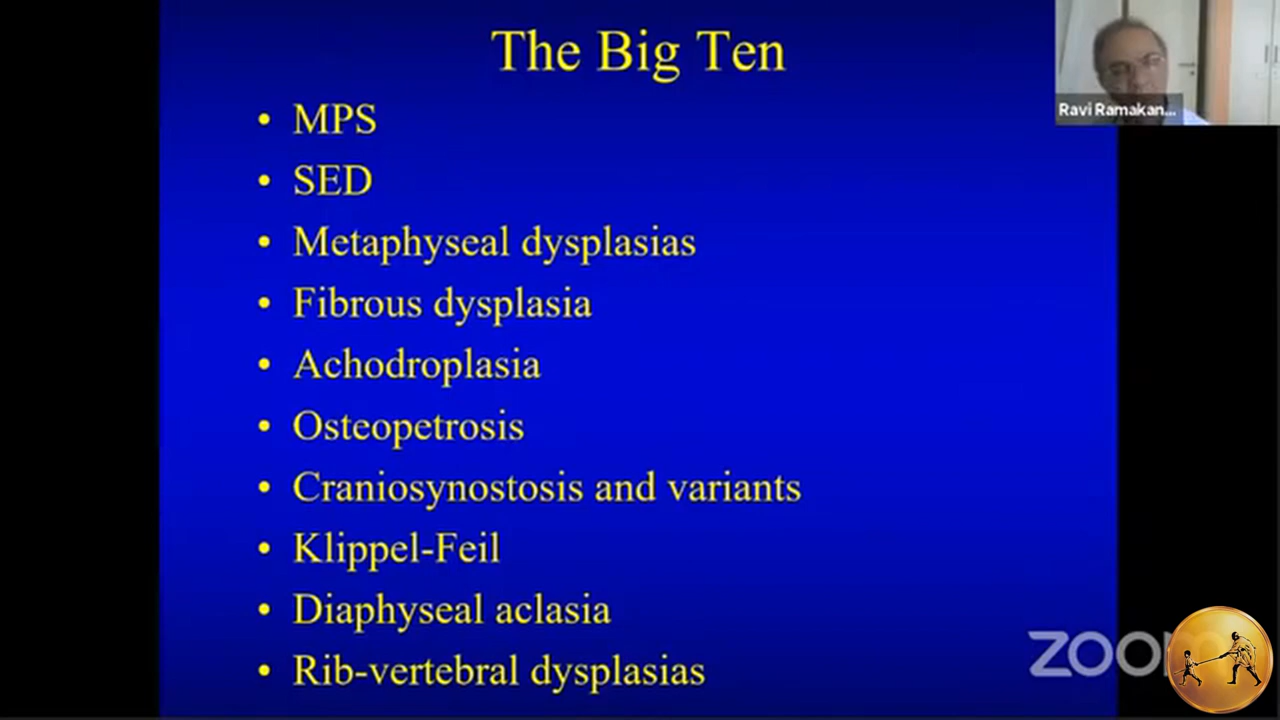 The Big Ten
Ravi Ramakan...
• MPS
• SED
• Metaphyseal dysplasias
• Fibrous dysplasia
• Achodroplasia
• Osteopetrosis
• Craniosynostosis and variants
• Klippel-Feil
• Diaphyseal aclasia
• Rib-vertebral dysplasias
zoom